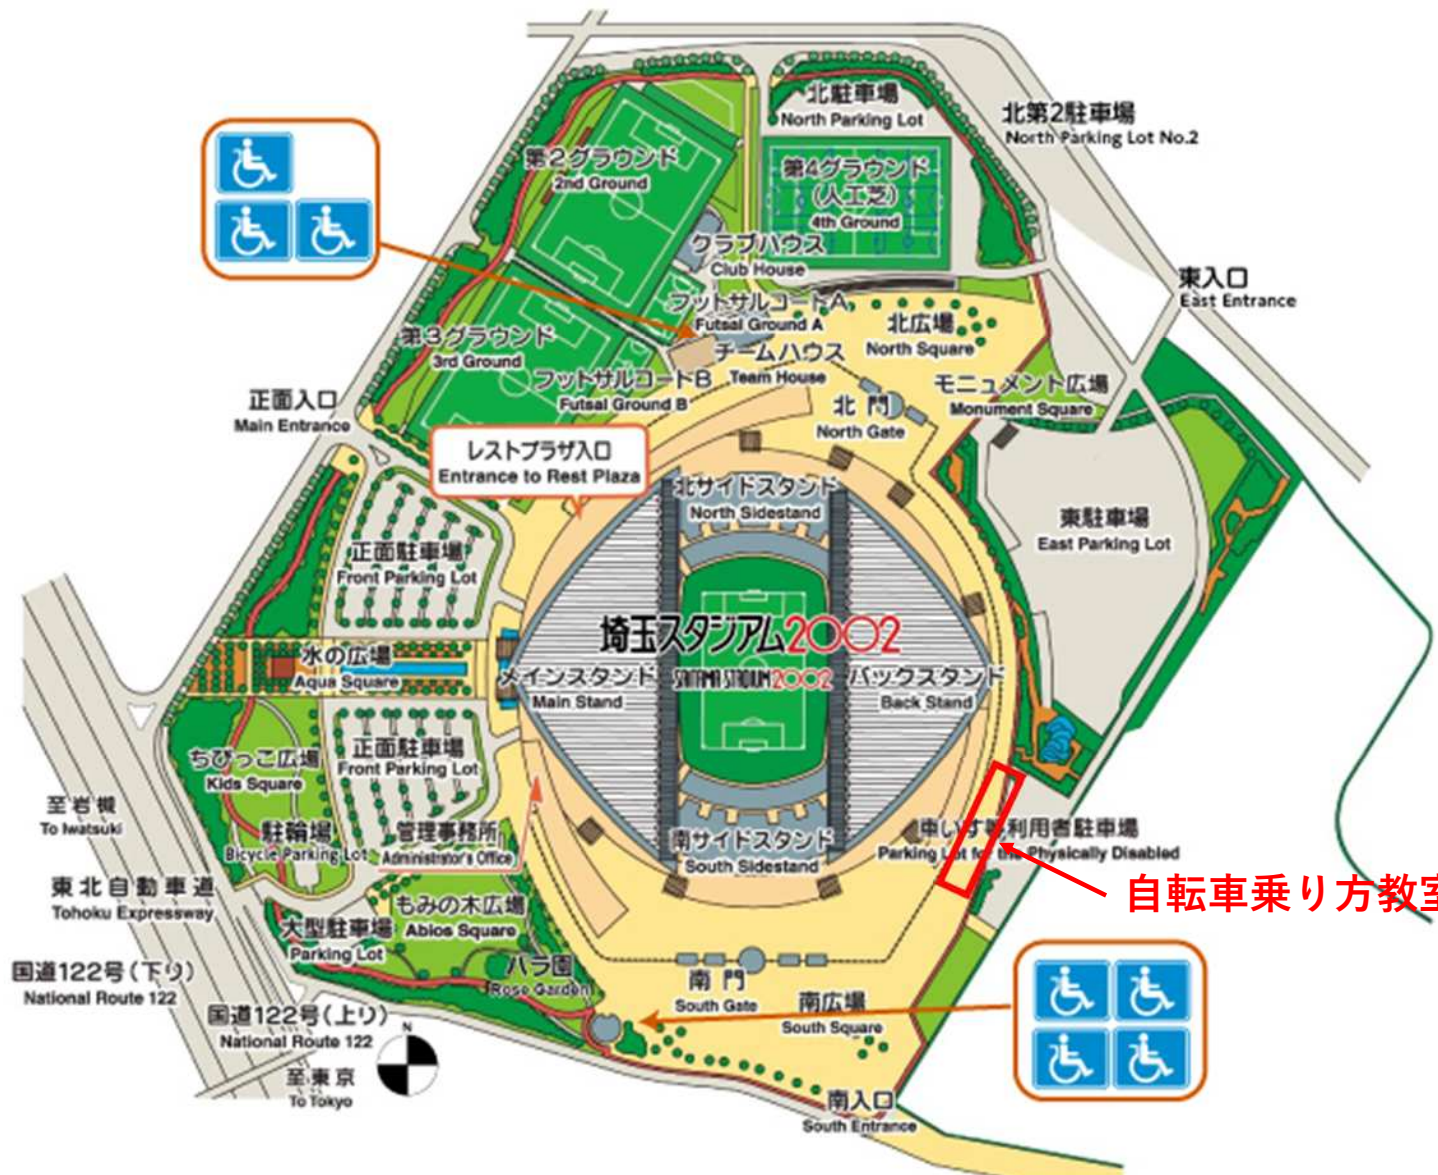 北駐車場
North Parking Lot
北第2駐車場
North Parking Lot No.2
第2グラウンド
2nd Ground
第4グラウンド
(人工芝)
4th Ground
クラブハウス
Club House
東入口
East Entrance
フットサルコートA
Futsal Ground A
北広場
North Square
第3グラウンド
3rd Ground
チームハウス
Team House
フットサルコートB
Futsal Ground B
モニュメント広場
Monument Square
正面入口
Main Entrance
北門
North Gate
レストプラザ入口
Entrance to Rest Plaza
北サイドスタンド
North Sidestand
東駐車場
East Parking Lot
正面駐車場
Front Parking Lot
埼玉スタジアム2002
SAITAMA STADIUM 2002
水の広場
Aqua Square
メインスタンド
Main Stand
バックスタンド
Back Stand
ちびっこ広場
Kids Square
正面駐車場
Front Parking Lot
至岩槻
To Iwatsuki
駐輪場
Bicycle Parking Lot
管理事務所
Administrator's Office
南サイドスタンド
South Sidestand
車いす等利用者駐車場
Parking Lot for the Physically Disabled
自転車乗り方教室
東北自動車道
Tohoku Expressway
もみの木広場
Abios Square
大型駐車場
Parking Lot
バラ園
Rose Garden
国道122号(下り)
National Route 122
南門
South Gate
南広場
South Square
国道122号(上り)
National Route 122
N
至東京
To Tokyo
南入口
South Entrance